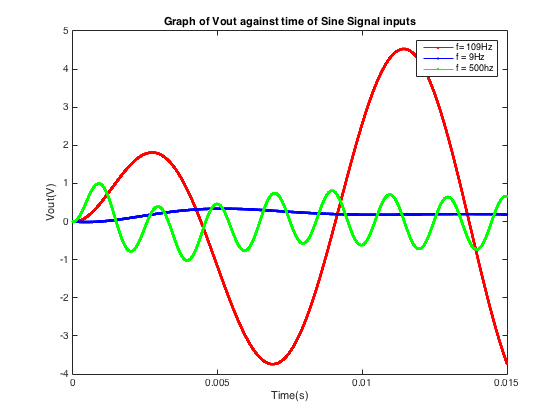 Graph of Vout against time of Sine Signal inputs
f= 109Hz
f = 9Hz
f = 500hz
Vout(V)
5
4
3
2
1
0
-1
-2
-3
-4
0 0.005 0.01 0.015
Time(s)